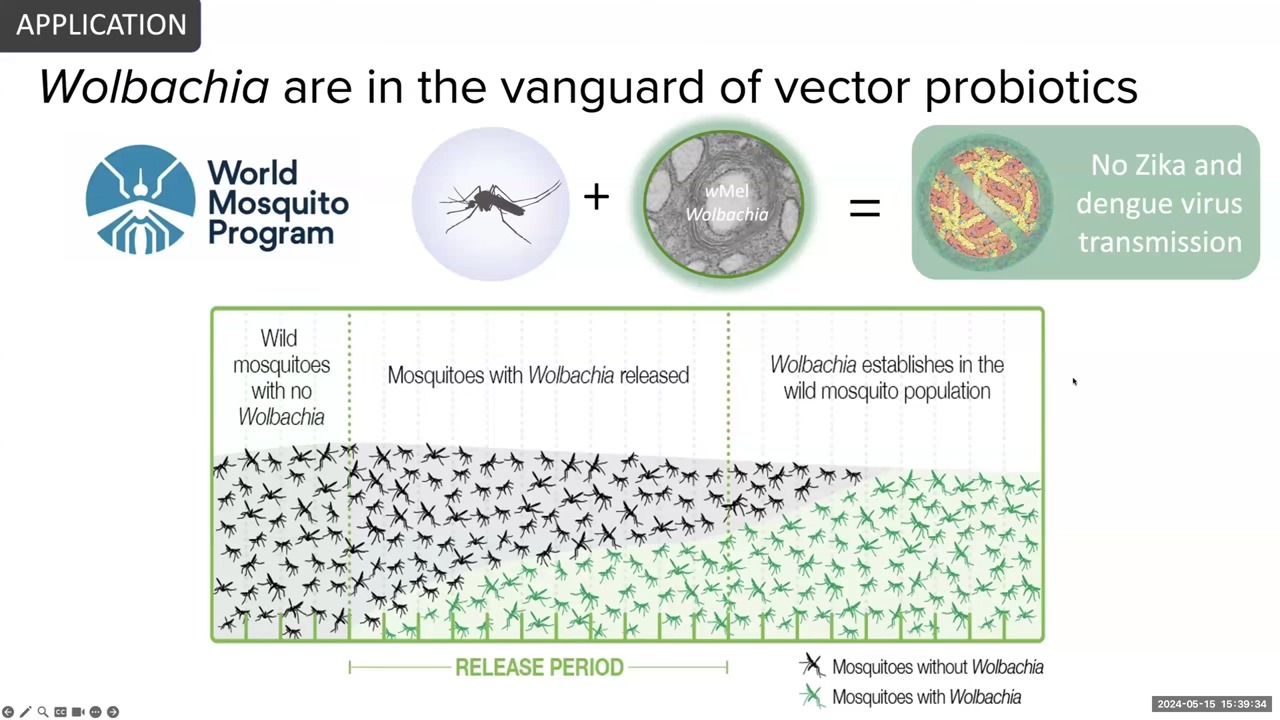 APPLICATION
Wolbachia are in the vanguard of vector probiotics
World
Mosquito
Program
+
wMel
Wolbachia
=
No Zika and
dengue virus
transmission
Wild
mosquitoes
with no
Wolbachia
Mosquitoes with Wolbachia released
Wolbachia establishes in the
wild mosquito population
RELEASE PERIOD
Mosquitoes without Wolbachia
Mosquitoes with Wolbachia
CC
2024-05-15 15:39:34